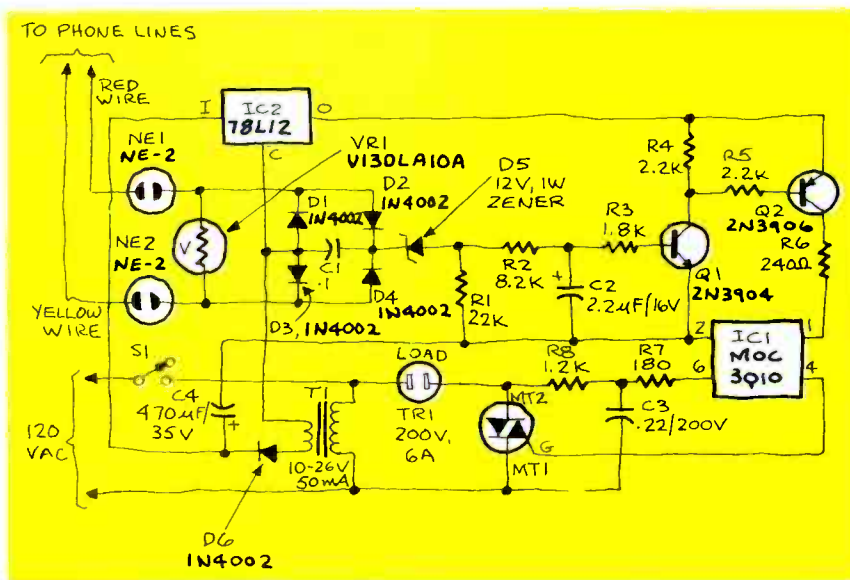 TO PHONE LINES
RED
WIRE
I
IC2
78L12
O
C
NE1
NE-2
VR1
V130LA10A
D1
1N4002
D2
1N4002
D5
12V, 1W
ZENER
R4
2.2K
R5
2.2K
Q2
2N3906
R3
1.8K
R6
240Ω
NE2
NE-2
V
C1
.1
R2
8.2K
+
C2
2.2µF/16V
Q1
2N3904
R1
22K
D4
1N4002
D3, 1N4002
YELLOW
WIRE
S1
LOAD
R8
1.2K
R7
180
2
IC1
MOC
3010
1
6
4
C4
470µF/
35V
+
T1
TR1
200V,
6A
MT2
G
MT1
C3
.22/200V
120
VAC
10-26V
50mA
D6
1N4002